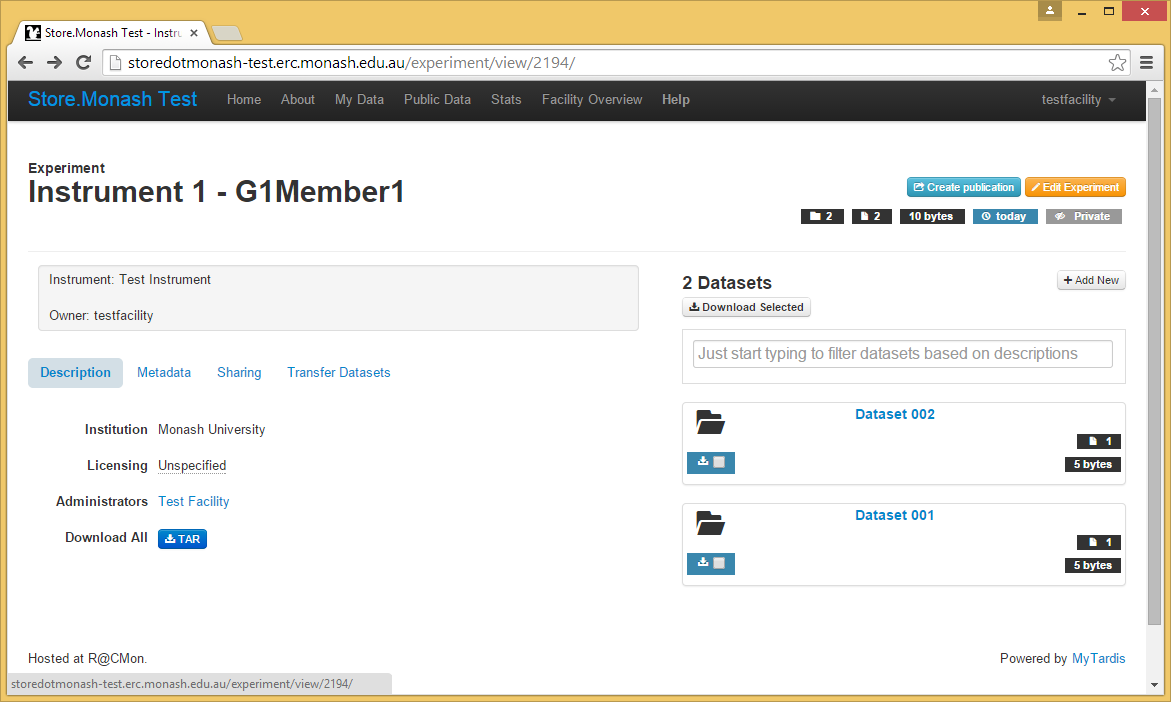 Store.Monash Test - Instru
storedotmonash-test.erc.monash.edu.au/experiment/view/2194/
Store.Monash Test Home About My Data Public Data Stats Facility Overview Help testfacility
Experiment
Instrument 1 - G1Member1
Create publication Edit Experiment
2 2 10 bytes today Private
Instrument: Test Instrument
Owner: testfacility
Description Metadata Sharing Transfer Datasets
Institution Monash University
Licensing Unspecified
Administrators Test Facility
Download All TAR
2 Datasets
+ Add New
Download Selected
Just start typing to filter datasets based on descriptions
Dataset 002
1
5 bytes
Dataset 001
1
5 bytes
Hosted at R@CMon.
Powered by MyTardis
storedotmonash-test.erc.monash.edu.au/experiment/view/2194/